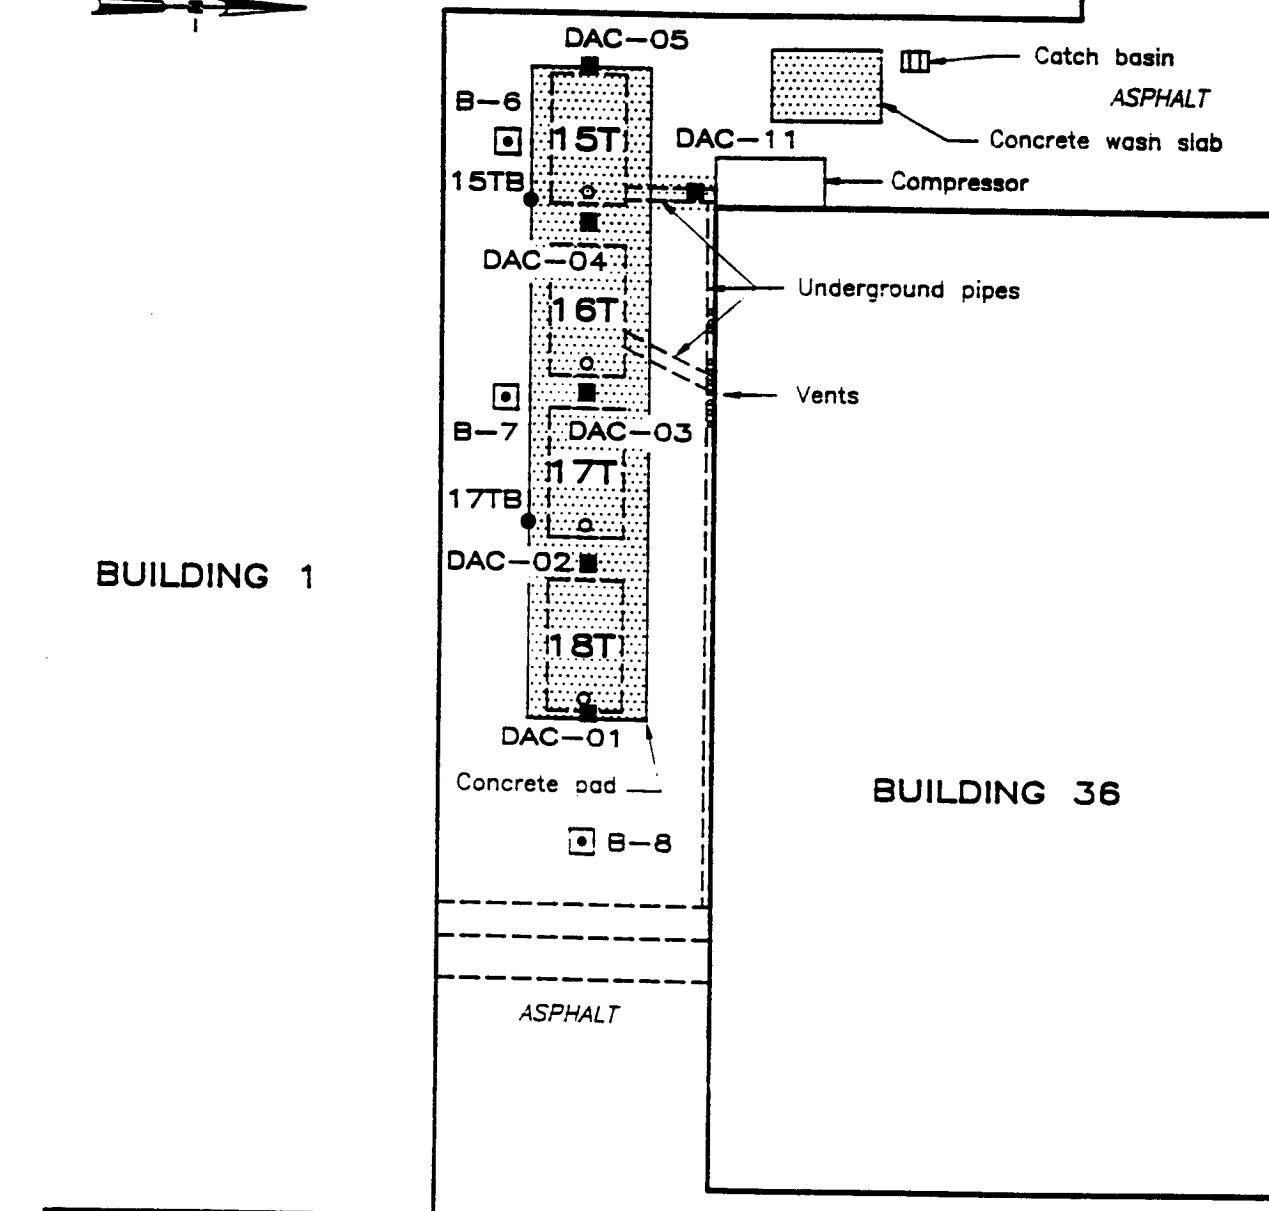 N
DAC-05
Catch basin
B-6
ASPHALT
15T
DAC-11
Concrete wash slab
15TB
Compressor
DAC-04
Underground pipes
16T
Vents
B-7
DAC-03
17T
17TB
DAC-02
BUILDING 1
18T
DAC-01
Concrete pad
BUILDING 36
B-8
ASPHALT